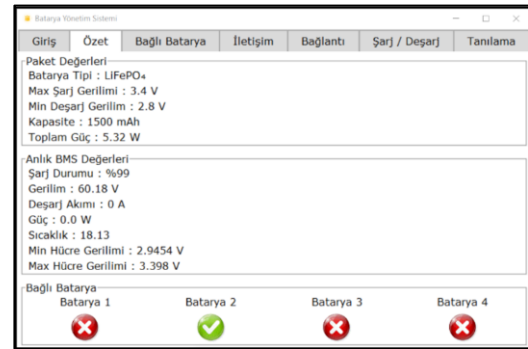 Batarya Yönetim Sistemi
Giriş Özet Bağlı Batarya İletişim Bağlantı Şarj / Deşarj Tanılama
Paket Değerleri
Batarya Tipi : LiFePO₄
Max Şarj Gerilimi : 3.4 V
Min Deşarj Gerilim : 2.8 V
Kapasite : 1500 mAh
Toplam Güç : 5.32 W
Anlık BMS Değerleri
Şarj Durumu : %99
Gerilim : 60.18 V
Deşarj Akımı : 0 A
Güç : 0.0 W
Sıcaklık : 18.13
Min Hücre Gerilimi : 2.9454 V
Max Hücre Gerilimi : 3.398 V
Bağlı Batarya
Batarya 1 Batarya 2 Batarya 3 Batarya 4